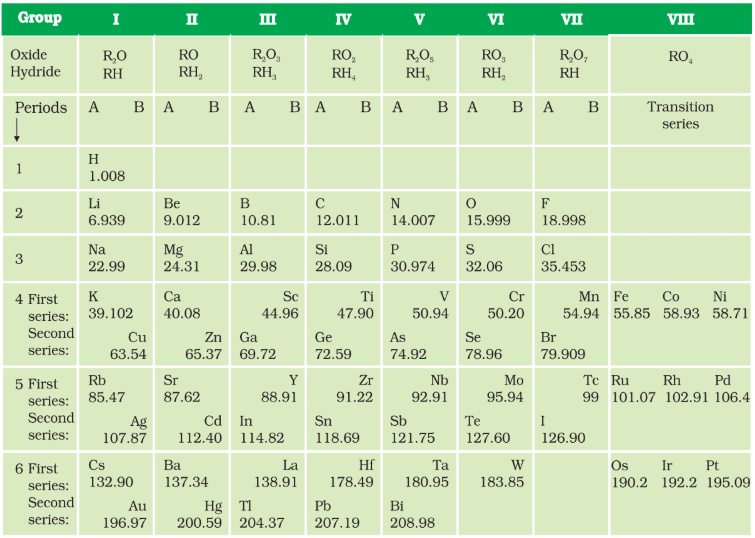 Group I II III IV V VI VII VIII
Oxide R₂O RO R₂O₃ RO₂ R₂O₅ RO₃ R₂O₇ RO₄
Hydride RH RH₂ RH₃ RH₄ RH₃ RH₂ RH
Periods A B A B A B A B A B A B A B Transition
↓ series
1 H
1.008
2 Li Be B C N O F
6.939 9.012 10.81 12.011 14.007 15.999 18.998
3 Na Mg Al Si P S Cl
22.99 24.31 29.98 28.09 30.974 32.06 35.453
4 First K Ca Sc Ti V Cr Mn Fe Co Ni
series: 39.102 40.08 44.96 47.90 50.94 50.20 54.94 55.85 58.93 58.71
Second Cu Zn Ga Ge As Se Br
series: 63.54 65.37 69.72 72.59 74.92 78.96 79.909
5 First Rb Sr Y Zr Nb Mo Tc Ru Rh Pd
series: 85.47 87.62 88.91 91.22 92.91 95.94 99 101.07 102.91 106.4
Second Ag Cd In Sn Sb Te I
series: 107.87 112.40 114.82 118.69 121.75 127.60 126.90
6 First Cs Ba La Hf Ta W Os Ir Pt
series: 132.90 137.34 138.91 178.49 180.95 183.85 190.2 192.2 195.09
Second Au Hg Tl Pb Bi
series: 196.97 200.59 204.37 207.19 208.98